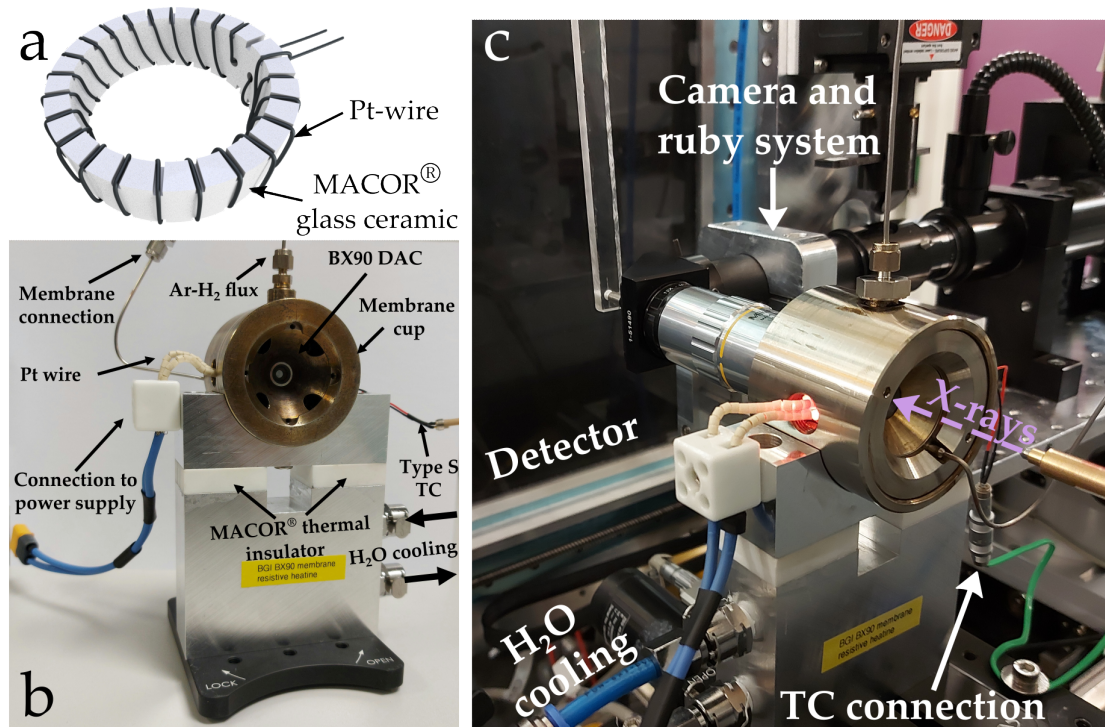 a
Pt-wire
MACOR®
glass ceramic
b
Membrane
connection
Ar-H₂ flux
BX90 DAC
Membrane
cup
Pt wire
Connection to
power supply
Type S
TC
MACOR® thermal
insulator
H₂O cooling
BGI BX90 membrane
resistive heatine
LOCK
OPEN
c
DANGER
Camera and
ruby system
X-rays
Detector
H₂O
cooling
BGI BX90 membrane
resistive heatine
OPEN
TC connection